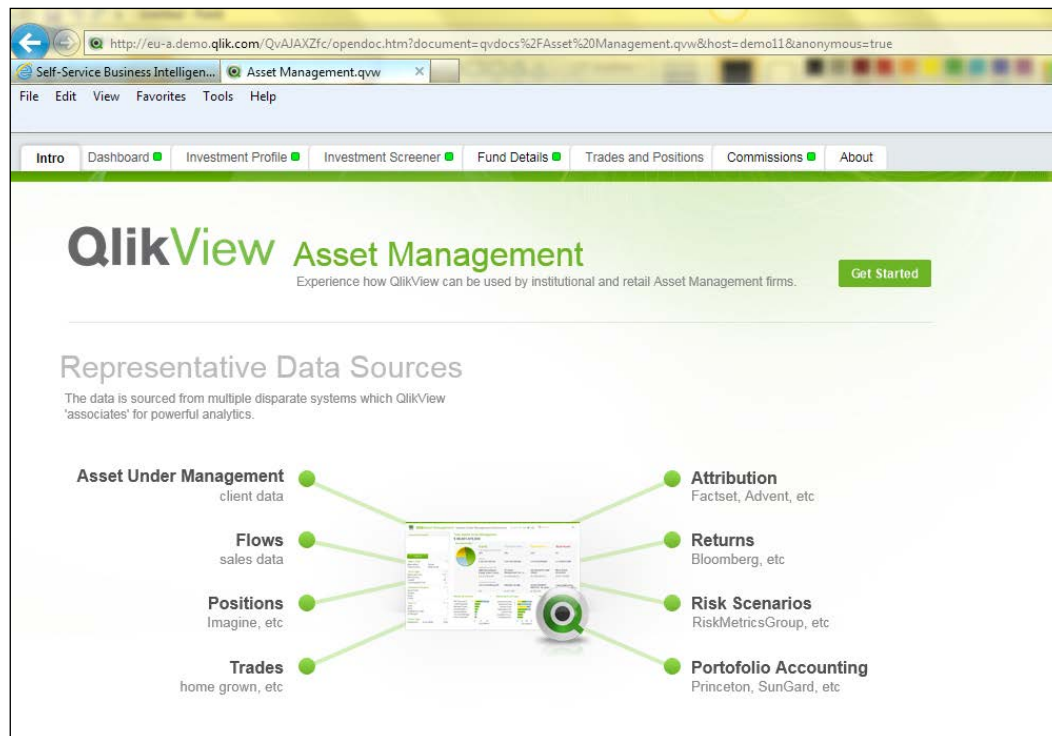 http://eu-a.demo.qlik.com/QvAJAXZfc/opendoc.htm?document=qvdocs%2FAsset%20Management.qvw&host=demo11&anonymous=true
Self-Service Business Intelligen... Asset Management.qvw
File Edit View Favorites Tools Help
Intro Dashboard Investment Profile Investment Screener Fund Details Trades and Positions Commissions About
QlikView Asset Management
Experience how QlikView can be used by institutional and retail Asset Management firms.
Get Started
Representative Data Sources
The data is sourced from multiple disparate systems which QlikView
'associates' for powerful analytics.
Asset Under Management
client data
Flows
sales data
Positions
Imagine, etc
Trades
home grown, etc
Attribution
Factset, Advent, etc
Returns
Bloomberg, etc
Risk Scenarios
RiskMetricsGroup, etc
Portofolio Accounting
Princeton, SunGard, etc